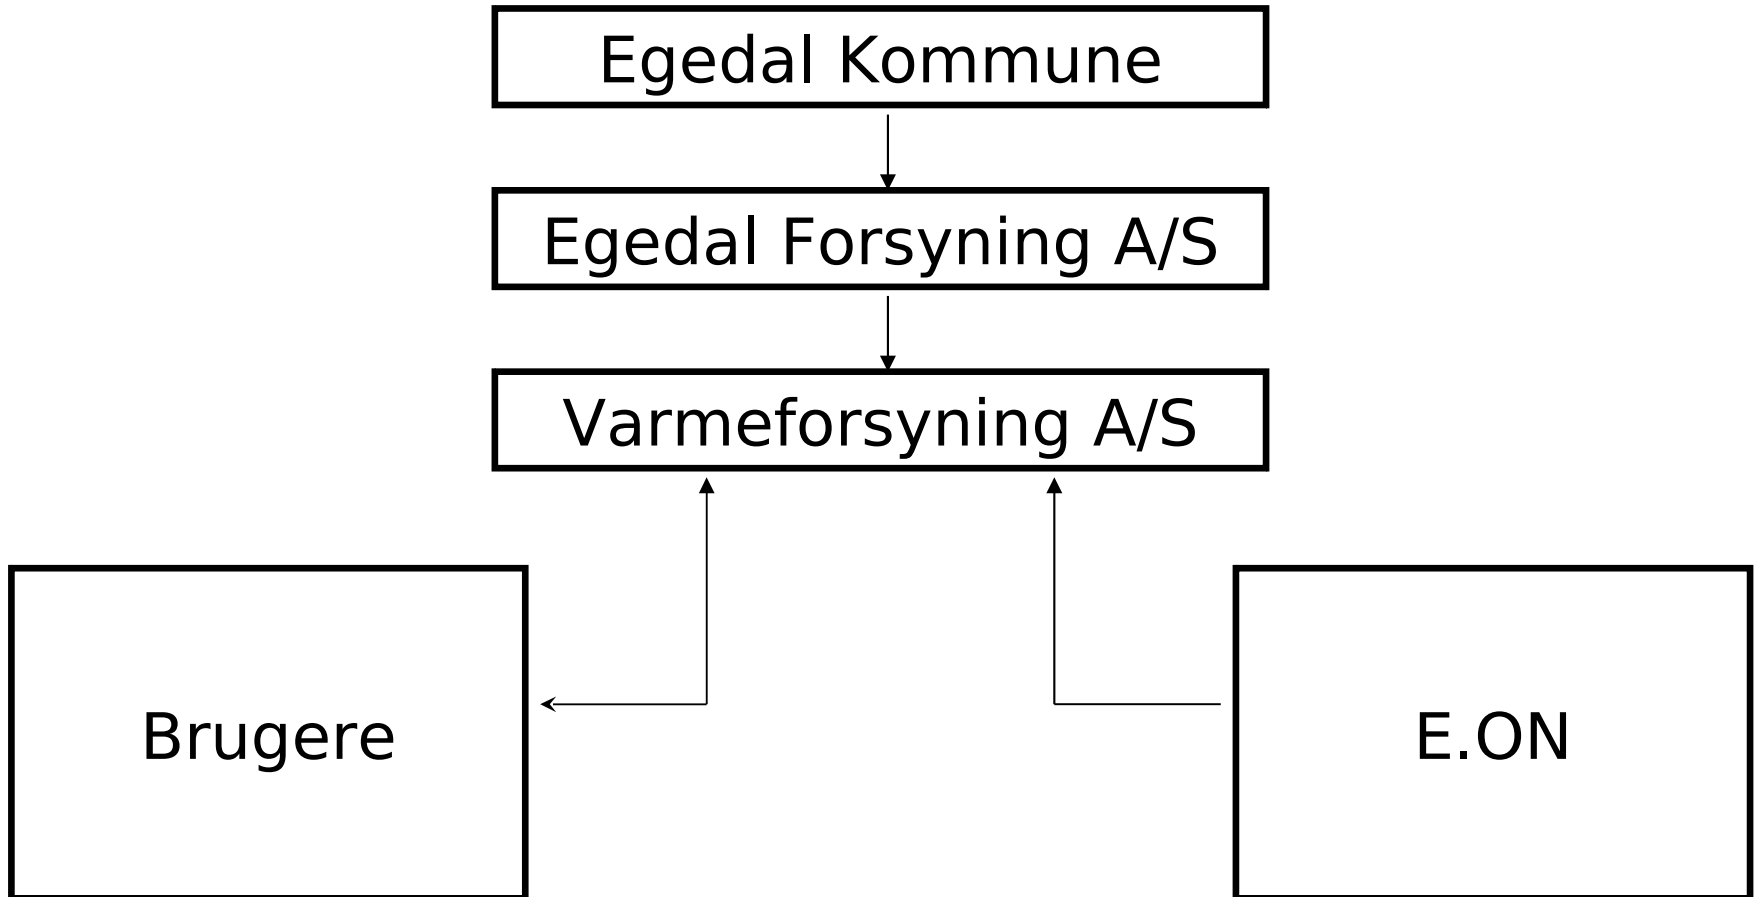 Egedal Kommune
Egedal Forsyning A/S
Varmeforsyning A/S
Brugere
E.ON